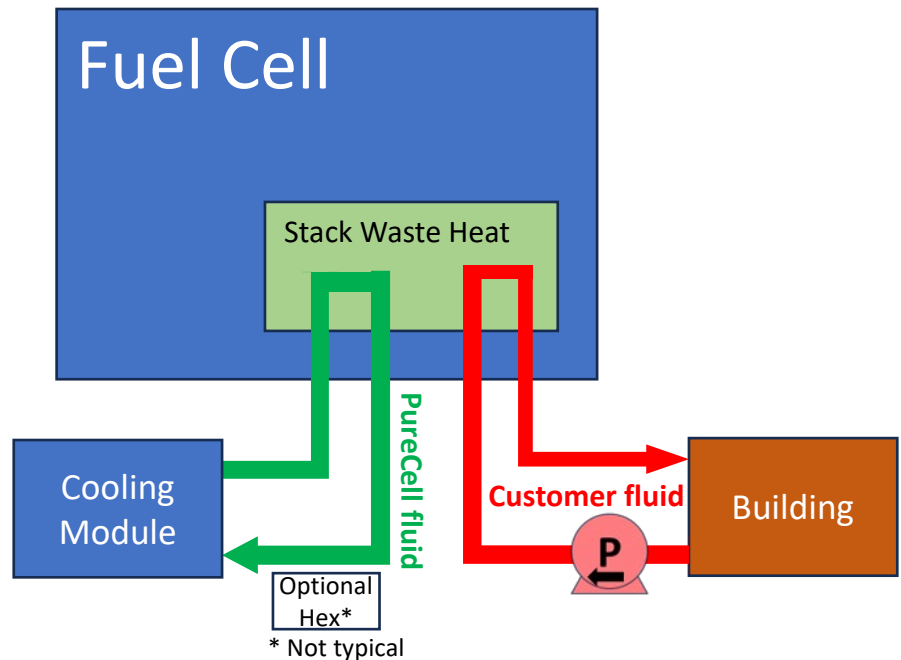 Fuel Cell
Stack Waste Heat
PureCell fluid
Cooling
Module
Customer fluid
Building
P
Optional
Hex*
* Not typical